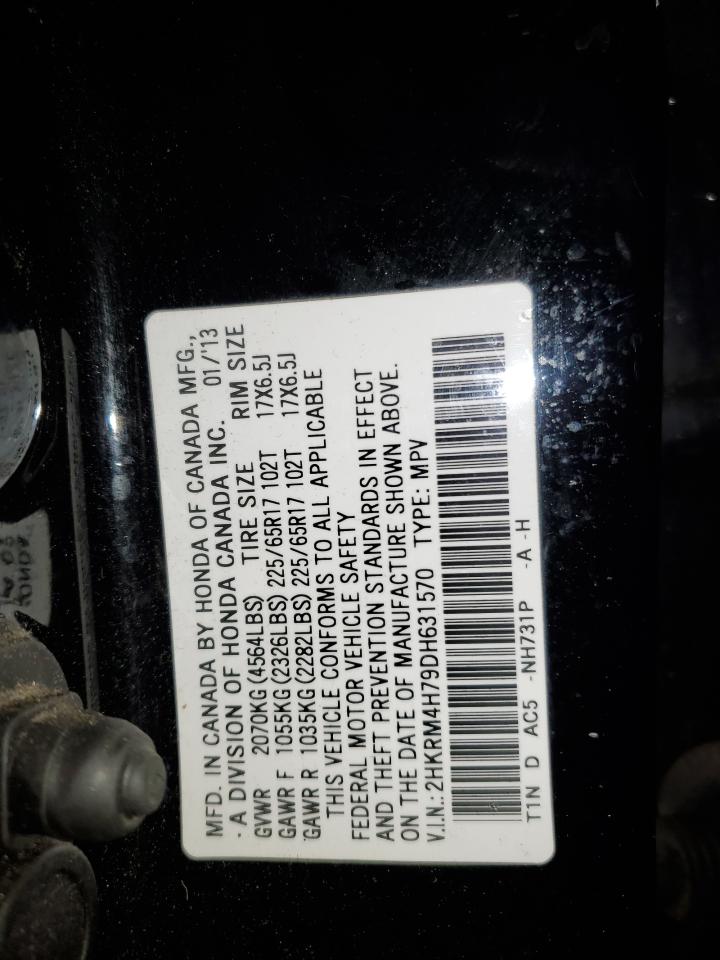 MFD. IN CANADA BY HONDA OF CANADA MFG.,
- A DIVISION OF HONDA CANADA INC. 01/'13
GVWR 2070KG (4564LBS) TIRE SIZE RIM SIZE
GAWR F 1055KG (2326LBS) 225/65R17 102T 17X6.5J
GAWR R 1035KG (2282LBS) 225/65R17 102T 17X6.5J
THIS VEHICLE CONFORMS TO ALL APPLICABLE
FEDERAL MOTOR VEHICLE SAFETY
AND THEFT PREVENTION STANDARDS IN EFFECT
ON THE DATE OF MANUFACTURE SHOWN ABOVE.
V.I.N.: 2HKRM4H79DH631570 TYPE: MPV
T1N D AC5 -NH731P -A -H